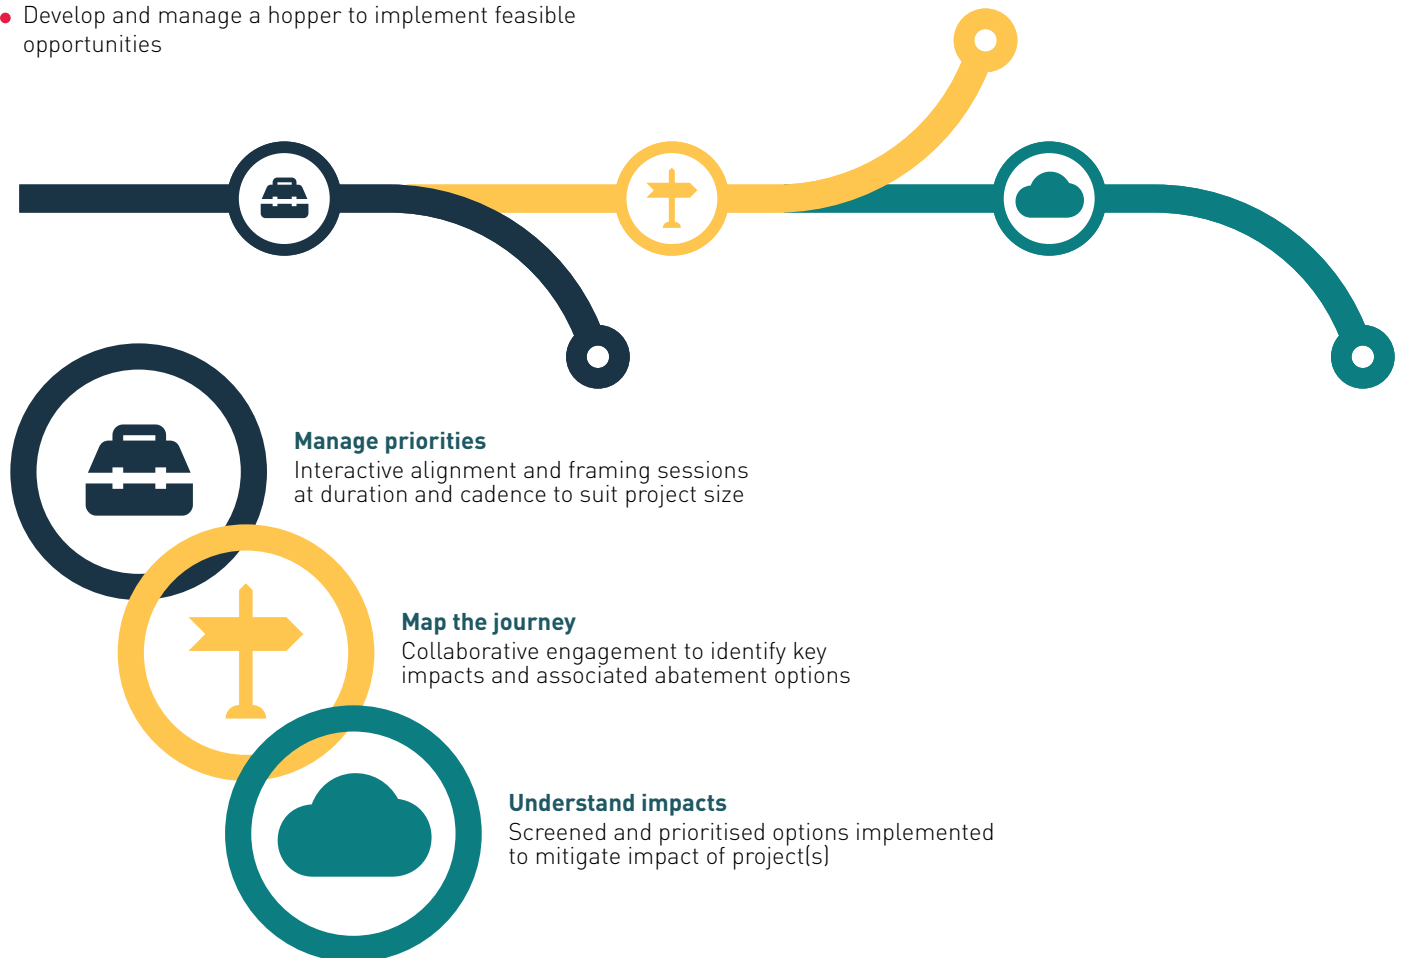 • Develop and manage a hopper to implement feasible
opportunities
Manage priorities
Interactive alignment and framing sessions
at duration and cadence to suit project size
Map the journey
Collaborative engagement to identify key
impacts and associated abatement options
Understand impacts
Screened and prioritised options implemented
to mitigate impact of project(s)